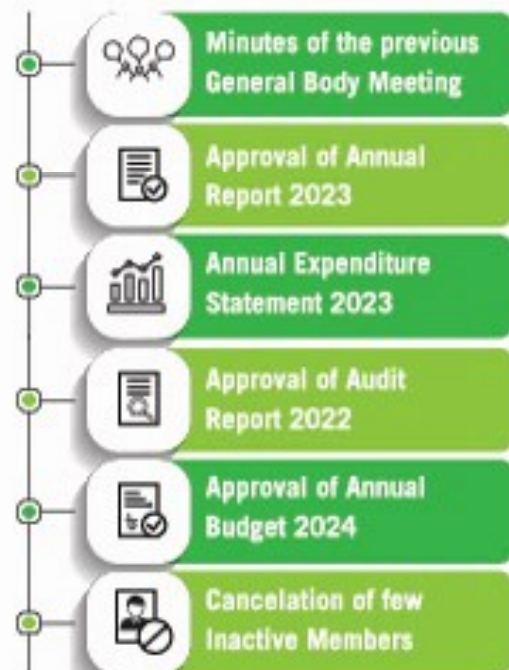 Minutes of the previous
General Body Meeting
Approval of Annual
Report 2023
Annual Expenditure
Statement 2023
Approval of Audit
Report 2022
Approval of Annual
Budget 2024
Cancelation of few
Inactive Members